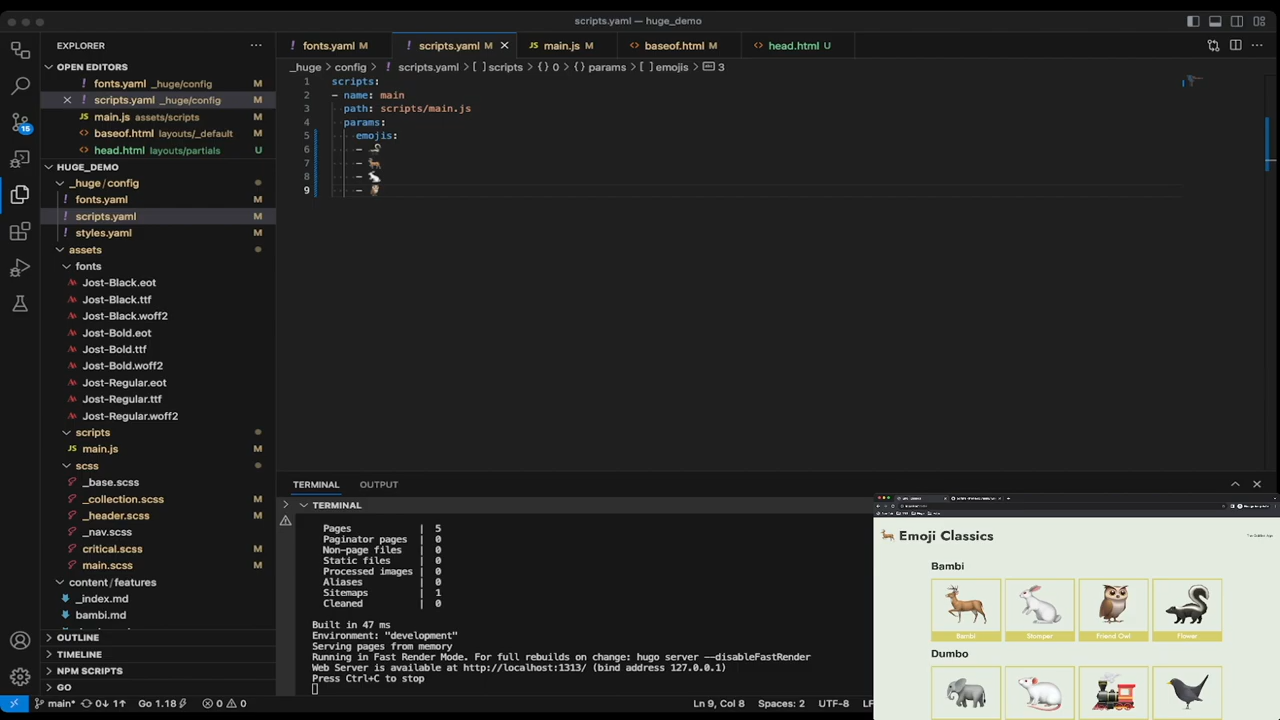 scripts.yaml — huge_demo
EXPLORER
fonts.yaml M
scripts.yaml M
main.js M
baseof.html M
head.html U
OPEN EDITORS
_huge > config > ! scripts.yaml > [ ] scripts > {} 0 > {} params > [ ] emojis > 3
fonts.yaml _huge/config M
scripts.yaml _huge/config M
main.js assets/scripts M
baseof.html layouts/_default M
head.html layouts/partials U
1 scripts:
2 - name: main
3 path: scripts/main.js
4 params:
5 emojis:
6 - 🦨
7 - 🦌
8 - 🐇
9 - 🦉
15
HUGE_DEMO
_huge / config
fonts.yaml M
scripts.yaml M
styles.yaml M
assets
fonts
Jost-Black.eot
Jost-Black.ttf
Jost-Black.woff2
Jost-Bold.eot
Jost-Bold.ttf
Jost-Bold.woff2
Jost-Regular.eot
Jost-Regular.ttf
Jost-Regular.woff2
scripts
main.js M
scss
_base.scss
_collection.scss M
_header.scss M
_nav.scss
critical.scss M
main.scss M
content / features
_index.md
bambi.md
OUTLINE
TIMELINE
NPM SCRIPTS
GO
TERMINAL OUTPUT
TERMINAL
Pages | 5
Paginator pages | 0
Non-page files | 0
Static files | 0
Processed images | 0
Aliases | 0
Sitemaps | 1
Cleaned | 0
Built in 47 ms
Environment: "development"
Serving pages from memory
Running in Fast Render Mode. For full rebuilds on change: hugo server --disableFastRender
Web Server is available at http://localhost:1313/ (bind address 127.0.0.1)
Press Ctrl+C to stop
Emoji Classics
Bambi
Bambi
Stomper
Friend Owl
Flower
Dumbo
main* 0↓ 1↑ Go 1.18 0 0
Ln 9, Col 8 Spaces: 2 UTF-8